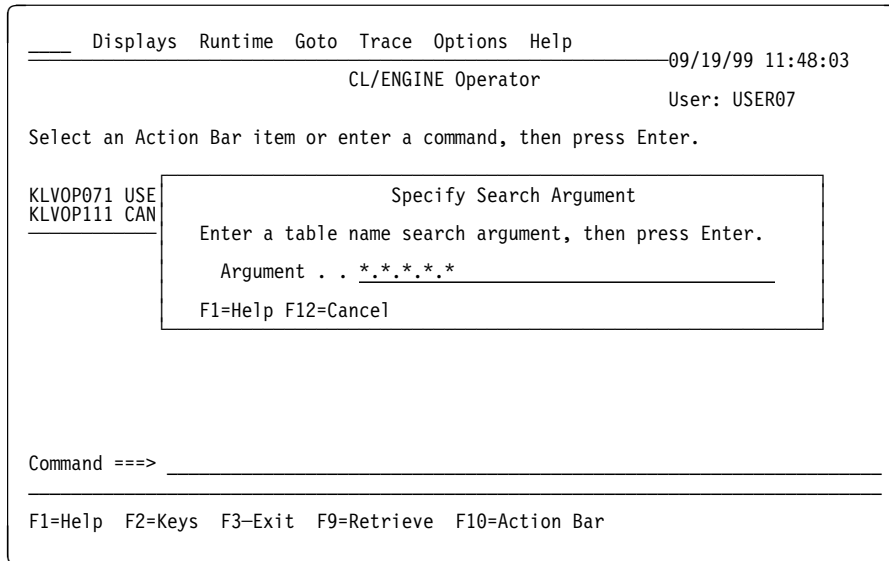 ____ Displays Runtime Goto Trace Options Help
09/19/99 11:48:03
CL/ENGINE Operator
User: USER07
Select an Action Bar item or enter a command, then press Enter.
KLVOP071 USE
KLVOP111 CAN
Specify Search Argument
Enter a table name search argument, then press Enter.
Argument . . *.*.*.*.*
F1=Help F12=Cancel
Command ===>
F1=Help F2=Keys F3—Exit F9=Retrieve F10=Action Bar